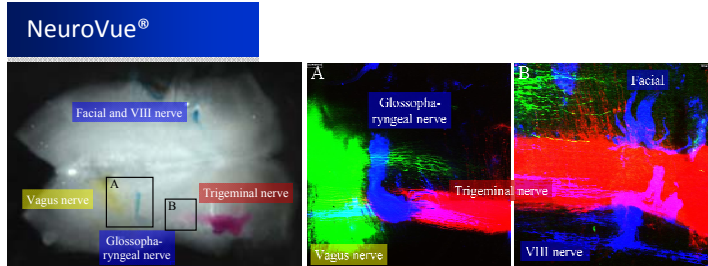 NeuroVue®
Facial and VIII nerve
A
Vagus nerve
B
Trigeminal nerve
Glossopha-
ryngeal nerve
A
Glossopha-
ryngeal nerve
Vagus nerve
Trigeminal nerve
B
Facial
VIII nerve